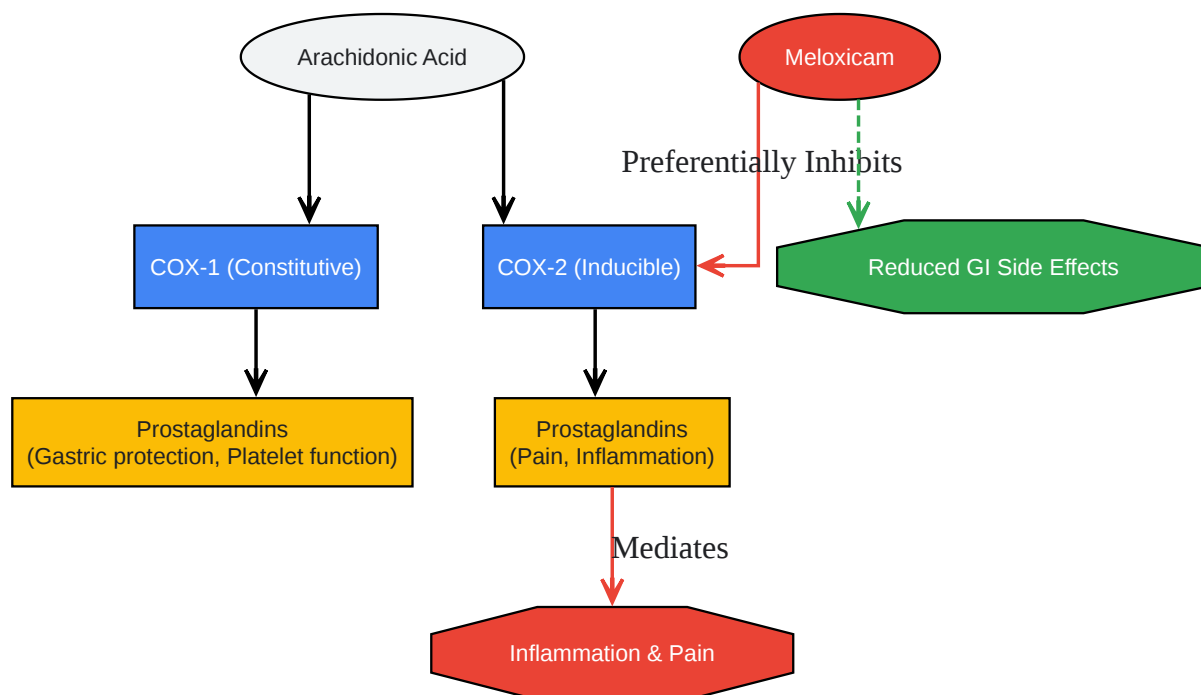 Arachidonic Acid
Meloxicam
Preferentially Inhibits
COX-1 (Constitutive)
COX-2 (Inducible)
Reduced GI Side Effects
Prostaglandins
(Gastric protection, Platelet function)
Prostaglandins
(Pain, Inflammation)
Mediates
Inflammation & Pain